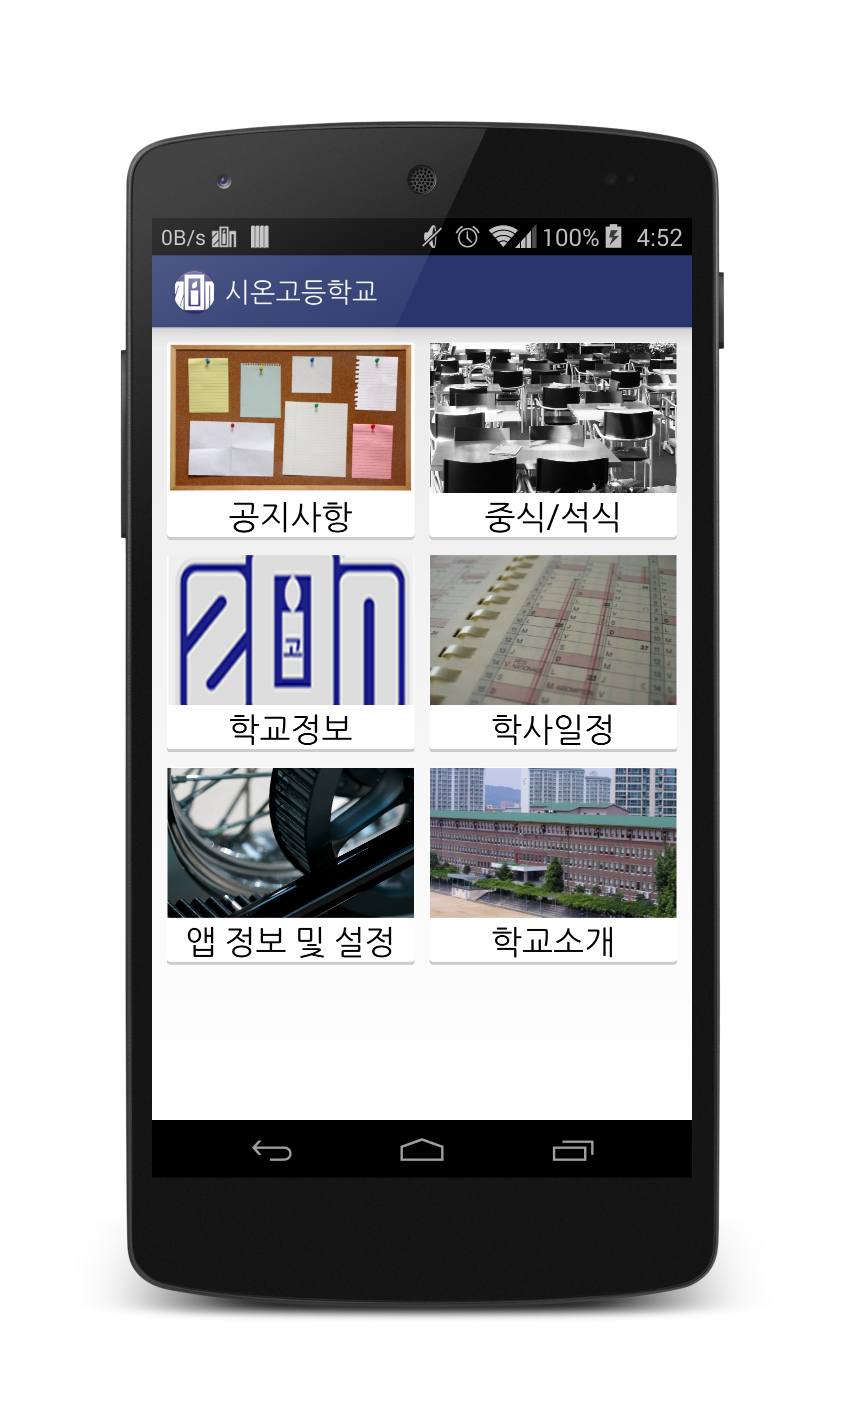 0B/s 100% 4:52
시온고등학교
공지사항 중식/석식
고
학교정보 학사일정
앱 정보 및 설정 학교소개